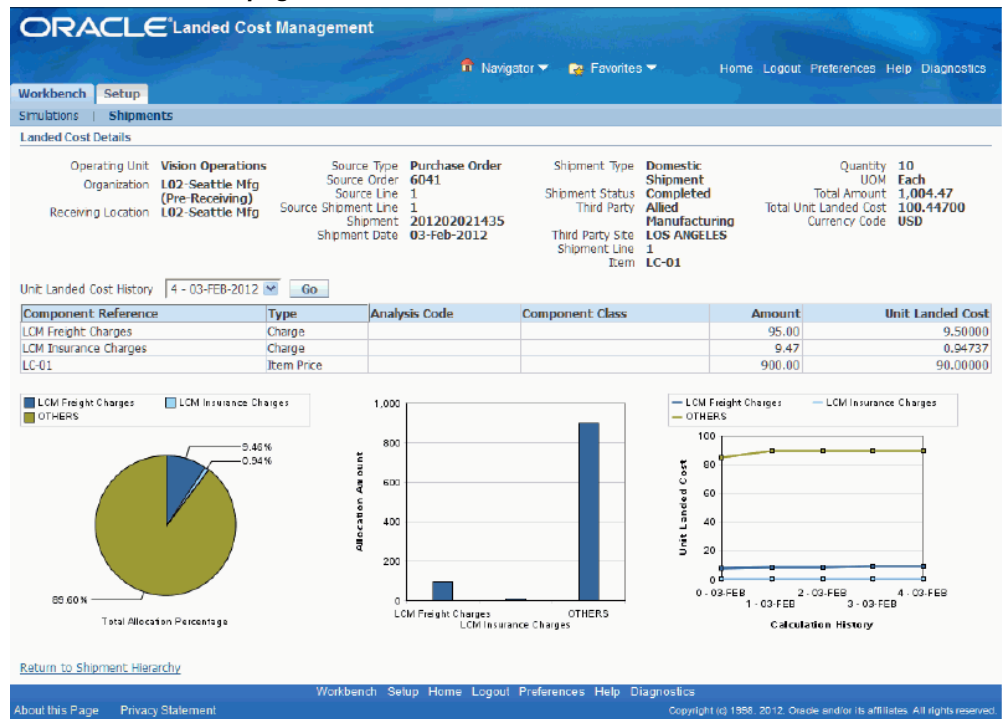 ORACLE Landed Cost Management
Navigator Favorites Home Logout Preferences Help Diagnostics
Workbench Setup
Simulations | Shipments
Landed Cost Details
Operating Unit Vision Operations
Organization L02-Seattle Mfg
(Pre-Receiving)
Receiving Location L02-Seattle Mfg
Source Type Purchase Order
Source Order 6041
Source Line 1
Source Shipment Line 1
Shipment 201202021435
Shipment Date 03-Feb-2012
Shipment Type Domestic
Shipment
Shipment Status Completed
Third Party Allied
Manufacturing
Third Party Site LOS ANGELES
Shipment Line 1
Item LC-01
Quantity 10
UOM Each
Total Amount 1,004.47
Total Unit Landed Cost 100.44700
Currency Code USD
Unit Landed Cost History 4 - 03-FEB-2012 Go
Component Reference Type Analysis Code Component Class Amount Unit Landed Cost
LCM Freight Charges Charge 95.00 9.50000
LCM Insurance Charges Charge 9.47 0.94737
LC-01 Item Price 900.00 90.00000
LCM Freight Charges LCM Insurance Charges
OTHERS
9.46%
0.94%
89.60%
Total Allocation Percentage
1,000
800
600
400
200
0
Allocation Amount
LCM Freight Charges OTHERS
LCM Insurance Charges
LCM Freight Charges LCM Insurance Charges
OTHERS
100
80
60
40
20
0
Unit Landed Cost
0 - 03-FEB 2 - 03-FEB 4 - 03-FEB
1 - 03-FEB 3 - 03-FEB
Calculation History
Return to Shipment Hierarchy
Workbench Setup Home Logout Preferences Help Diagnostics
About this Page Privacy Statement Copyright (c) 1998, 2012, Oracle and/or its affiliates. All rights reserved.